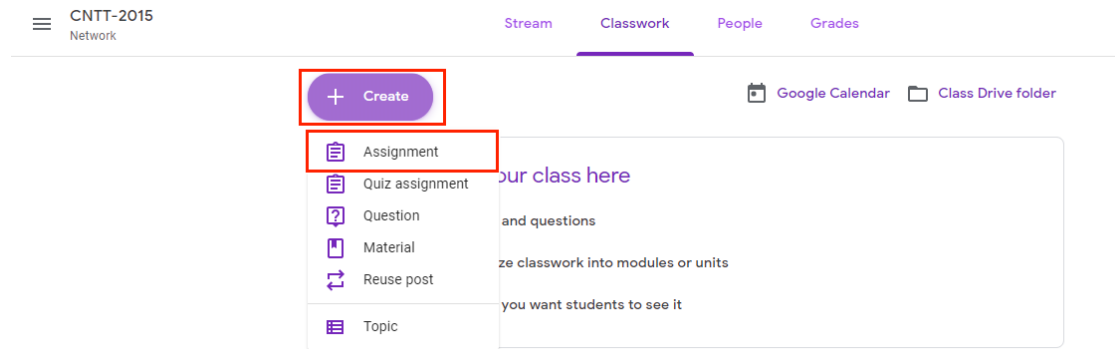 CNTT-2015
Network
Stream Classwork People Grades
+ Create
Google Calendar Class Drive folder
Assignment
Quiz assignment
our class here
Question
and questions
Material
ze classwork into modules or units
Reuse post
you want students to see it
Topic